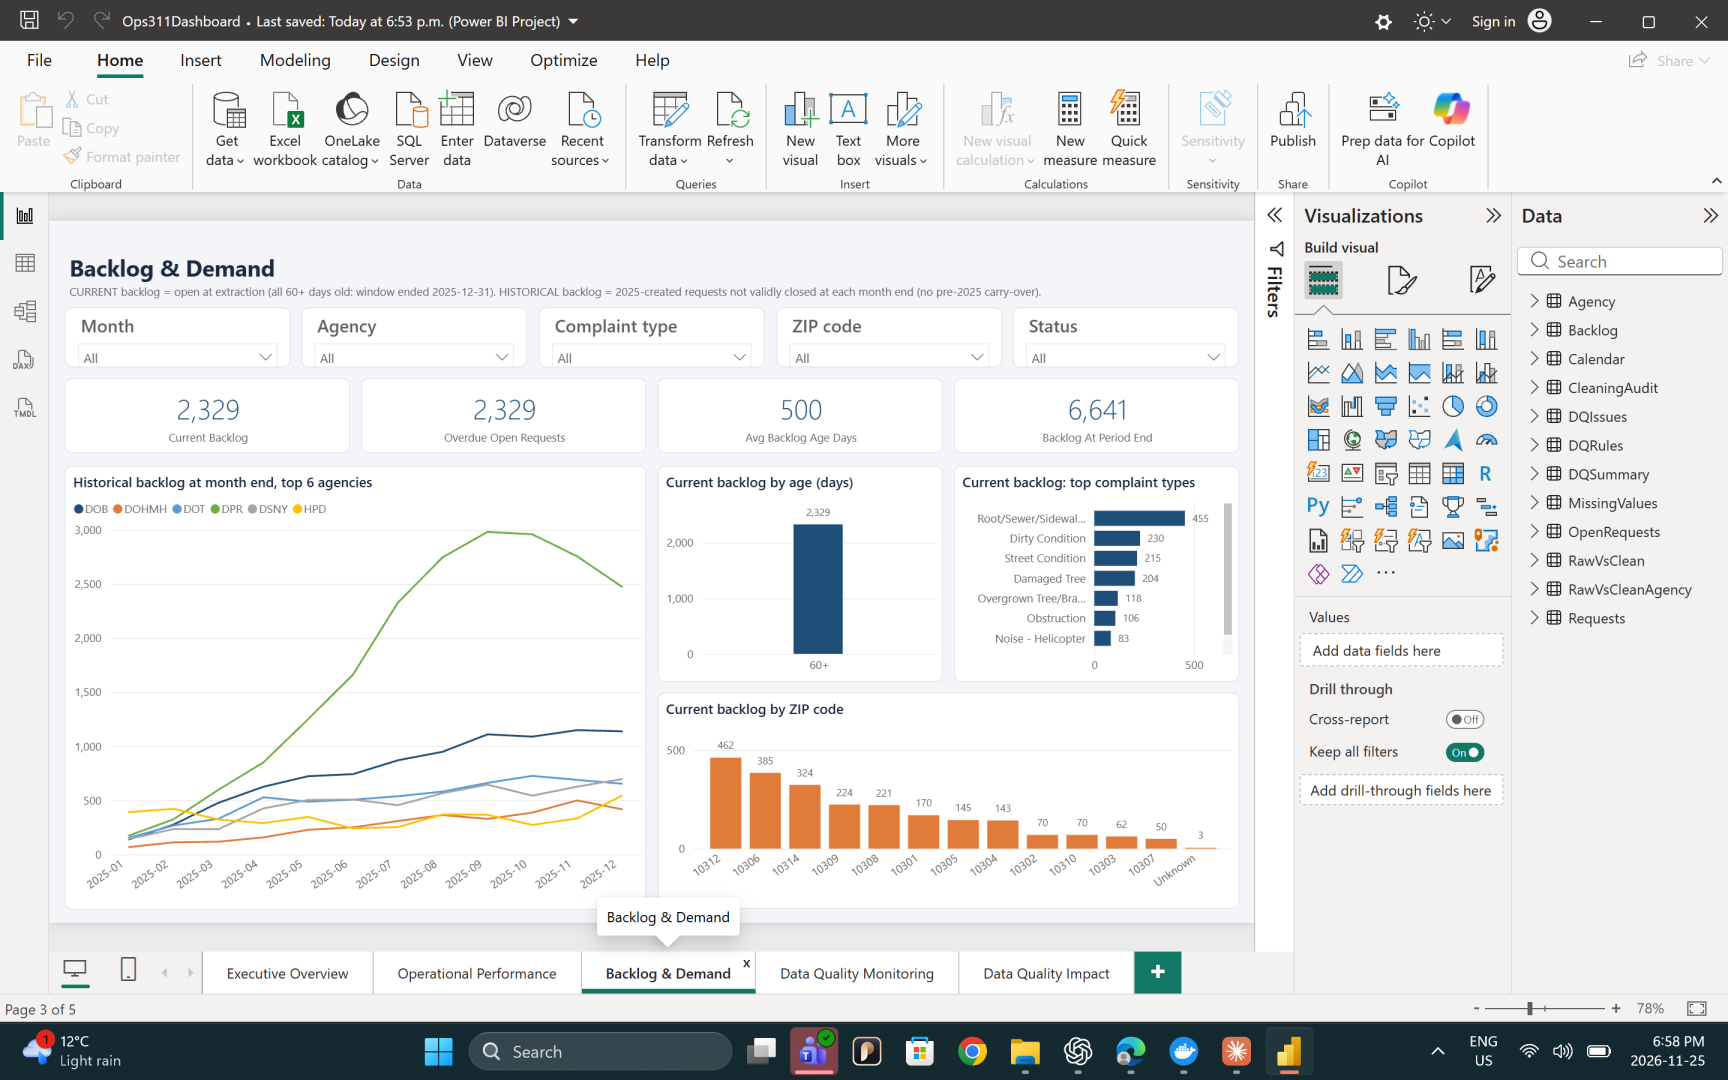 Ops311Dashboard • Last saved: Today at 6:53 p.m. (Power BI Project)
Sign in
File Home Insert Modeling Design View Optimize Help
Share
Paste
Cut
Copy
Format painter
Clipboard
Get data
Excel workbook
OneLake catalog
SQL Server
Enter data
Dataverse
Recent sources
Data
Transform data
Refresh
Queries
New visual
Text box
More visuals
Insert
New visual calculation
New measure
Quick measure
Calculations
Sensitivity
Sensitivity
Publish
Share
Prep data for AI
Copilot
Copilot
DAX
TMDL
Backlog & Demand
CURRENT backlog = open at extraction (all 60+ days old: window ended 2025-12-31). HISTORICAL backlog = 2025-created requests not validly closed at each month end (no pre-2025 carry-over).
Month
All
Agency
All
Complaint type
All
ZIP code
All
Status
All
2,329
Current Backlog
2,329
Overdue Open Requests
500
Avg Backlog Age Days
6,641
Backlog At Period End
Historical backlog at month end, top 6 agencies
DOB DOHMH DOT DPR DSNY HPD
3,000
2,500
2,000
1,500
1,000
500
0
2025-01 2025-02 2025-03 2025-04 2025-05 2025-06 2025-07 2025-08 2025-09 2025-10 2025-11 2025-12
Current backlog by age (days)
2,329
2,000
1,000
0
60+
Current backlog: top complaint types
Root/Sewer/Sidewal... 455
Dirty Condition 230
Street Condition 215
Damaged Tree 204
Overgrown Tree/Bra... 118
Obstruction 106
Noise - Helicopter 83
0 500
Current backlog by ZIP code
500
0
462 385 324 224 221 170 145 143 70 70 62 50 3
10312 10306 10314 10309 10308 10301 10305 10304 10302 10310 10303 10307 Unknown
Backlog & Demand
Filters
Visualizations
Build visual
123
R
Py
Values
Add data fields here
Drill through
Cross-report
Off
Keep all filters
On
Add drill-through fields here
Data
Search
Agency
Backlog
Calendar
CleaningAudit
DQIssues
DQRules
DQSummary
MissingValues
OpenRequests
RawVsClean
RawVsCleanAgency
Requests
Executive Overview
Operational Performance
Backlog & Demand x
Data Quality Monitoring
Data Quality Impact
+
Page 3 of 5
- + 78%
1
12°C
Light rain
Search
ENG
US
6:58 PM
2026-11-25